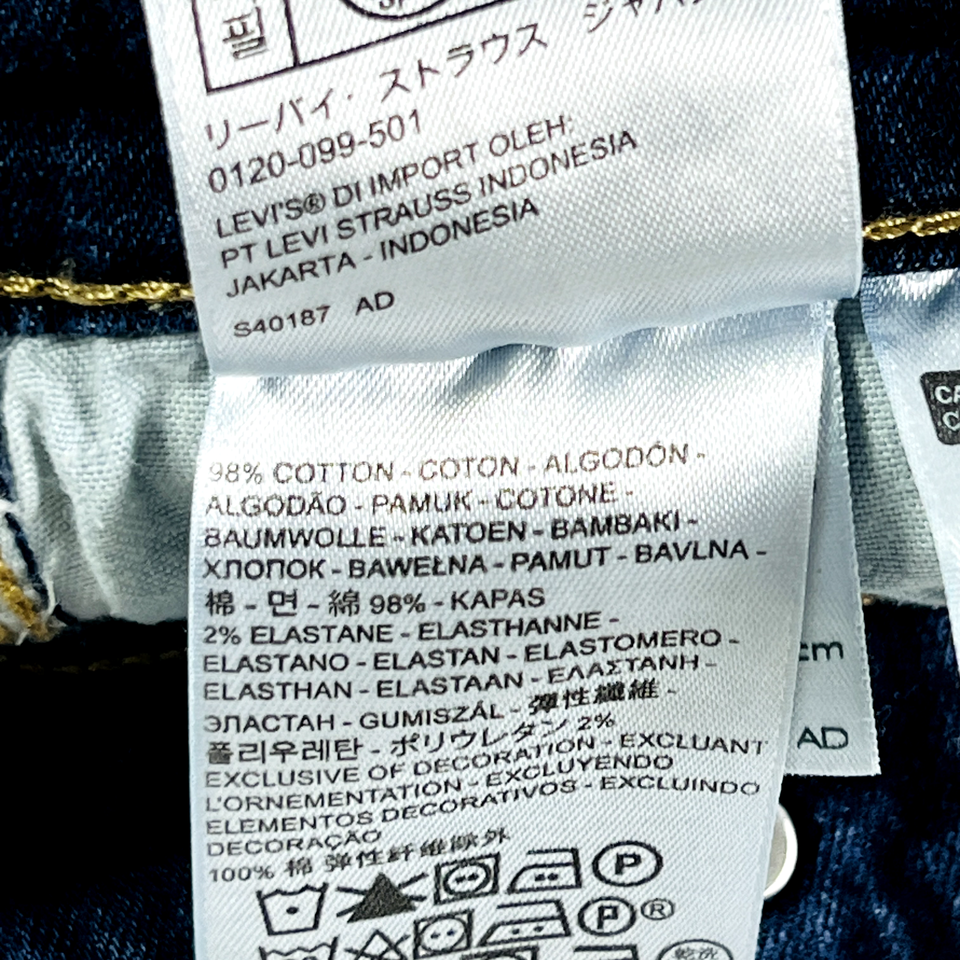 필
リーバイ・ストラウス ジャパン
0120-099-501
LEVI'S® DI IMPORT OLEH:
PT LEVI STRAUSS INDONESIA
JAKARTA - INDONESIA
S40187 AD
98% COTTON - COTON - ALGODÓN -
ALGODÃO - PAMUK - COTONE -
BAUMWOLLE - KATOEN - BAMBAKI -
ХЛОПОК - BAWEŁNA - PAMUT - BAVLNA -
棉 - 면 - 綿 98% - KAPAS
2% ELASTANE - ELASTHANNE -
ELASTANO - ELASTAN - ELASTOMERO -
ELASTHAN - ELASTAAN - ΕΛΑΣΤΑΝΗ -
ЭЛАСТАН - GUMISZÁL - 彈性纖維 -
폴리우레탄 - ポリウレタン 2%
EXCLUSIVE OF DECORATION - EXCLUANT
L'ORNEMENTATION - EXCLUYENDO
ELEMENTOS DECORATIVOS - EXCLUINDO
DECORAÇÃO
100% 棉 弹性纤维除外
P
P ®
cm
AD
CA